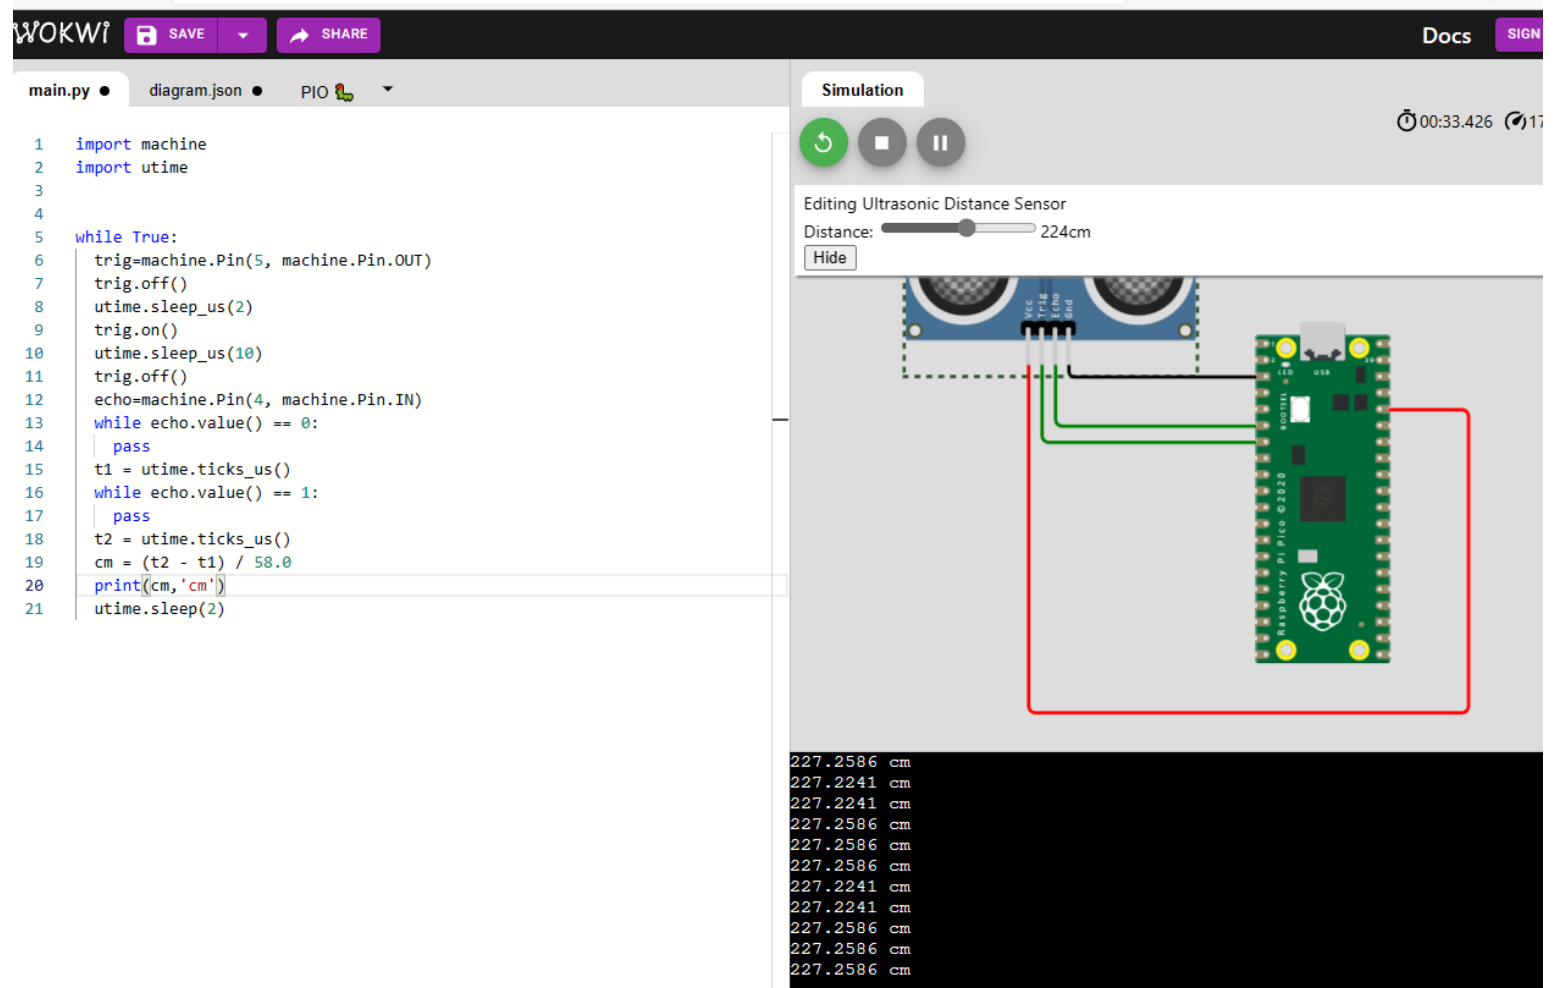 WOKWi SAVE SHARE Docs SIGN
main.py ● diagram.json ● PIO
Simulation
00:33.426 17
1 import machine
2 import utime
3
4
5 while True:
6 trig=machine.Pin(5, machine.Pin.OUT)
7 trig.off()
8 utime.sleep_us(2)
9 trig.on()
10 utime.sleep_us(10)
11 trig.off()
12 echo=machine.Pin(4, machine.Pin.IN)
13 while echo.value() == 0:
14 pass
15 t1 = utime.ticks_us()
16 while echo.value() == 1:
17 pass
18 t2 = utime.ticks_us()
19 cm = (t2 - t1) / 58.0
20 print(cm,'cm')
21 utime.sleep(2)
Editing Ultrasonic Distance Sensor
Distance: 224cm
Hide
Vcc
Trig
Echo
Gnd
LED USB
2 39
BOOTSEL
Raspberry Pi Pico ©2020
227.2586 cm
227.2241 cm
227.2241 cm
227.2586 cm
227.2586 cm
227.2586 cm
227.2241 cm
227.2241 cm
227.2586 cm
227.2586 cm
227.2586 cm